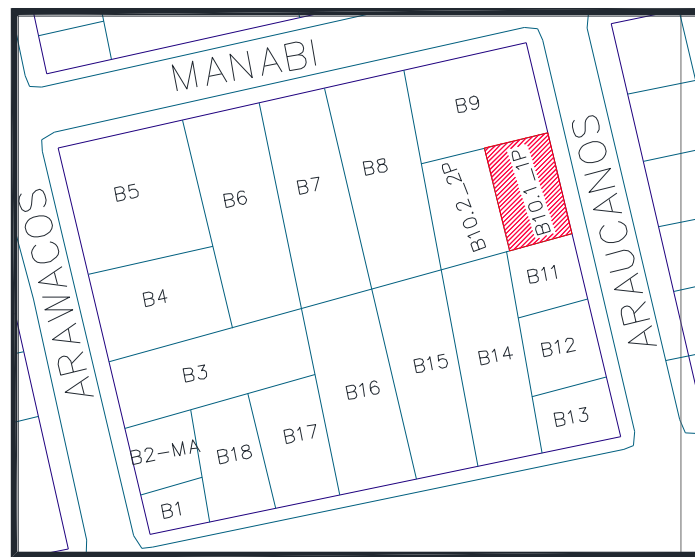 MANABI
B9
B5
B6
B7
B8
B10.2_2P
B10.1_1P
ARAUCANOS
ARAWACOS
B4
B11
B3
B16
B15
B14
B12
B2-MA
B18
B17
B13
B1